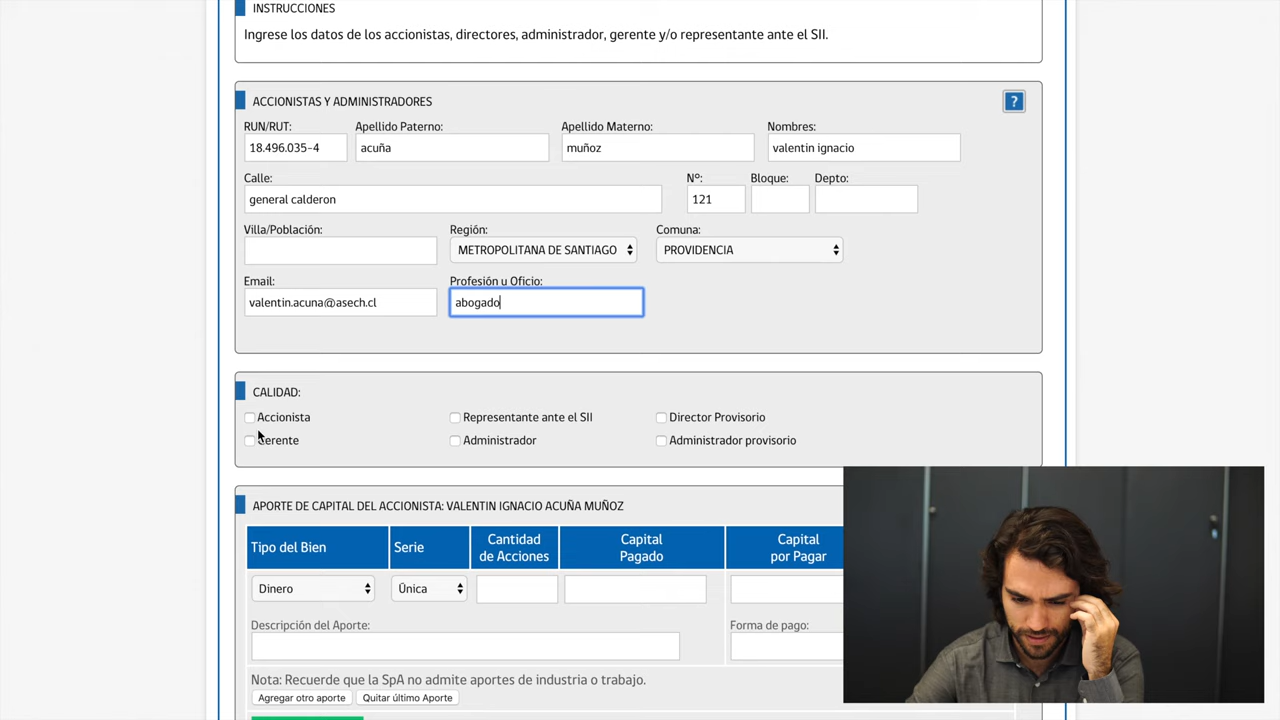 INSTRUCCIONES
Ingrese los datos de los accionistas, directores, administrador, gerente y/o representante ante el SII.
ACCIONISTAS Y ADMINISTRADORES
?
RUN/RUT: Apellido Paterno: Apellido Materno: Nombres:
18.496.035-4 acuña muñoz valentin ignacio
Calle: Nº: Bloque: Depto:
general calderon 121
Villa/Población: Región: Comuna:
METROPOLITANA DE SANTIAGO PROVIDENCIA
Email: Profesión u Oficio:
valentin.acuna@asech.cl abogado
CALIDAD:
Accionista Representante ante el SII Director Provisorio
Gerente Administrador Administrador provisorio
APORTE DE CAPITAL DEL ACCIONISTA: VALENTIN IGNACIO ACUÑA MUÑOZ
Tipo del Bien Serie Cantidad de Acciones Capital Pagado Capital por Pagar
Dinero Única
Descripción del Aporte: Forma de pago:
Nota: Recuerde que la SpA no admite aportes de industria o trabajo.
Agregar otro aporte Quitar último Aporte